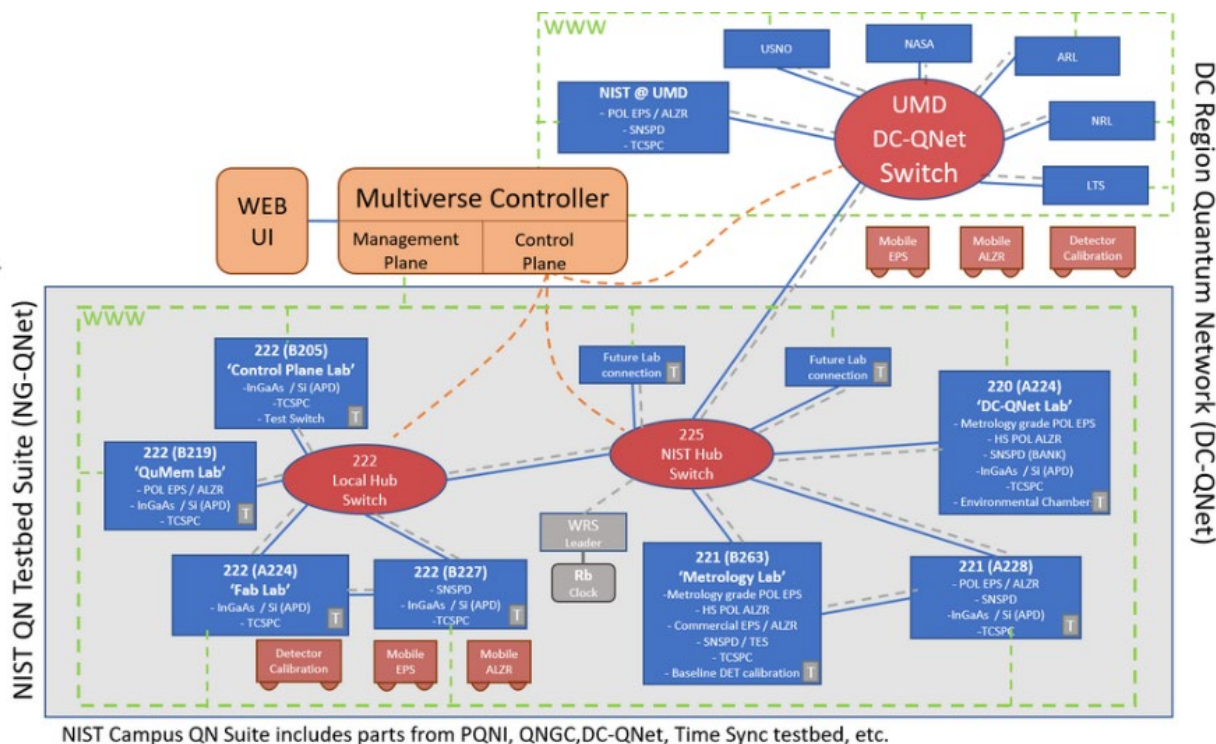 WWW
USNO
NASA
ARL
NIST @ UMD
- POL EPS / ALZR
- SNSPD
- TCSPC
UMD
DC-QNet
Switch
NRL
LTS
Mobile
EPS
Mobile
ALZR
Detector
Calibration
DC Region Quantum Network (DC-QNet)
WEB
UI
Multiverse Controller
Management
Plane
Control
Plane
NIST QN Testbed Suite (NG-QNet)
WWW
222 (B205)
'Control Plane Lab'
-InGaAs / Si (APD)
-TCSPC
- Test Switch
T
Future Lab
connection
T
Future Lab
connection
T
220 (A224)
'DC-QNet Lab'
- Metrology grade POL EPS
- HS POL ALZR
- SNSPD (BANK)
-InGaAs / Si (APD)
-TCSPC
- Environmental Chamber
T
222 (B219)
'QuMem Lab'
- POL EPS / ALZR
- InGaAs / Si (APD)
- TCSPC
T
222
Local Hub
Switch
225
NIST Hub
Switch
WRS
Leader
Rb
Clock
222 (A224)
'Fab Lab'
- InGaAs / Si (APD)
- TCSPC
T
222 (B227)
- SNSPD
- InGaAs / Si (APD)
-TCSPC
T
221 (B263)
'Metrology Lab'
-Metrology grade POL EPS
- HS POL ALZR
- Commercial EPS / ALZR
- SNSPD / TES
- TCSPC
- Baseline DET calibration
T
221 (A228)
- POL EPS / ALZR
- SNSPD
-InGaAs / Si (APD)
-TCSPC
T
Detector
Calibration
Mobile
EPS
Mobile
ALZR
NIST Campus QN Suite includes parts from PQNI, QNGC,DC-QNet, Time Sync testbed, etc.